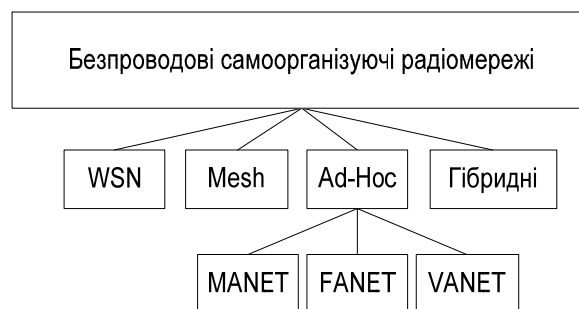 Безпроводові самоорганізуючі радіомережі
WSN
Mesh
Ad-Hoc
Гібридні
MANET
FANET
VANET